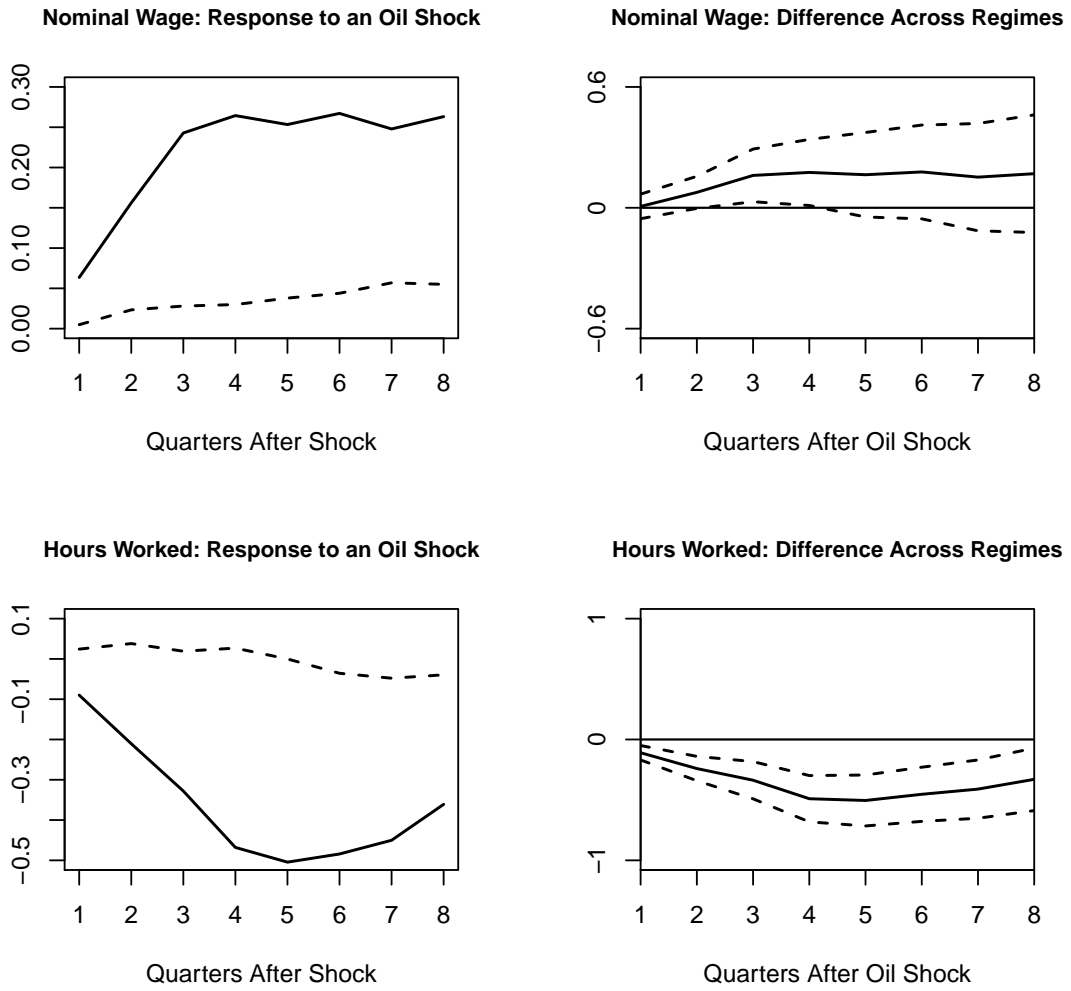 Nominal Wage: Response to an Oil Shock
0.30
0.20
0.10
0.00
1 2 3 4 5 6 7 8
Quarters After Shock
Nominal Wage: Difference Across Regimes
0.6
0
−0.6
1 2 3 4 5 6 7 8
Quarters After Oil Shock
Hours Worked: Response to an Oil Shock
0.1
−0.1
−0.3
−0.5
1 2 3 4 5 6 7 8
Quarters After Shock
Hours Worked: Difference Across Regimes
1
0
−1
1 2 3 4 5 6 7 8
Quarters After Oil Shock